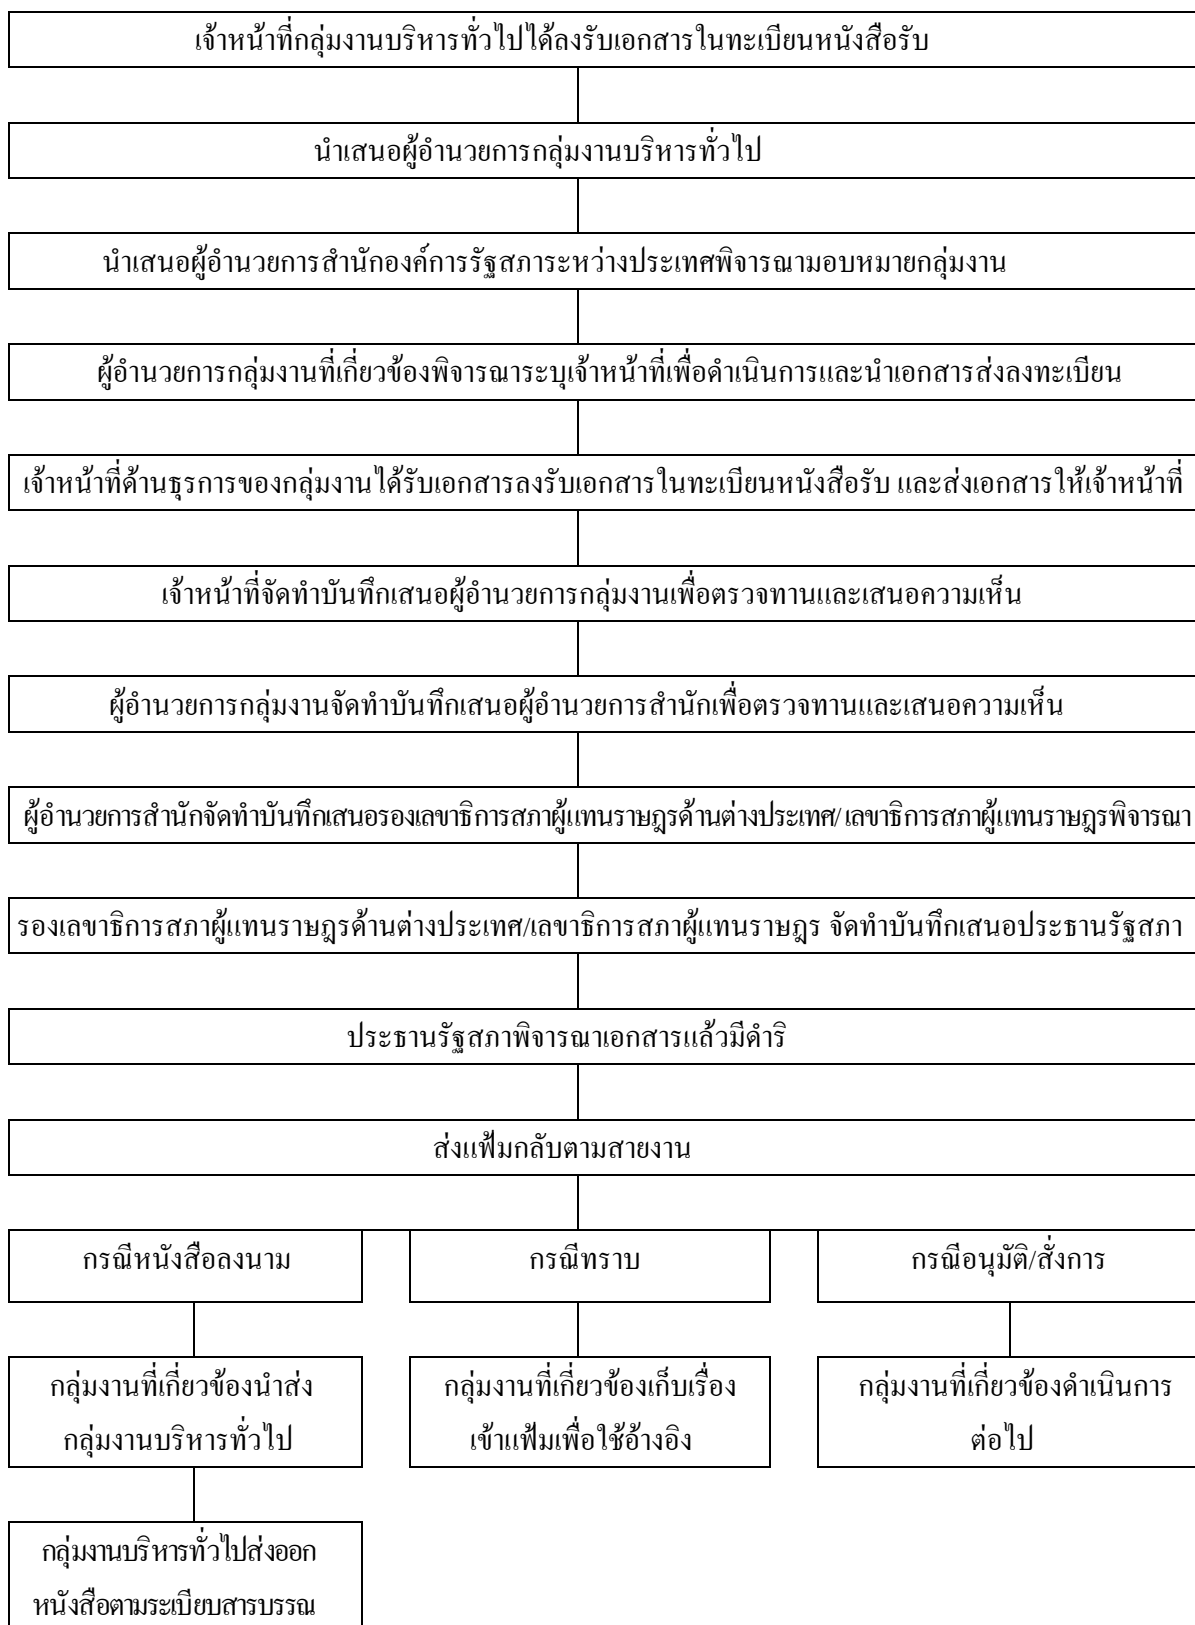 เจ้าหน้าที่กลุ่มงานบริหารทั่วไปได้ลงรับเอกสารในทะเบียนหนังสือรับ
นำเสนอผู้อำนวยการกลุ่มงานบริหารทั่วไป
นำเสนอผู้อำนวยการสำนักองค์การรัฐสภาระหว่างประเทศพิจารณามอบหมายกลุ่มงาน
ผู้อำนวยการกลุ่มงานที่เกี่ยวข้องพิจารณาระบุเจ้าหน้าที่เพื่อดำเนินการและนำเอกสารส่งลงทะเบียน
เจ้าหน้าที่ด้านธุรการของกลุ่มงานได้รับเอกสารลงรับเอกสารในทะเบียนหนังสือรับ และส่งเอกสารให้เจ้าหน้าที่
เจ้าหน้าที่จัดทำบันทึกเสนอผู้อำนวยการกลุ่มงานเพื่อตรวจทานและเสนอความเห็น
ผู้อำนวยการกลุ่มงานจัดทำบันทึกเสนอผู้อำนวยการสำนักเพื่อตรวจทานและเสนอความเห็น
ผู้อำนวยการสำนักจัดทำบันทึกเสนอรองเลขาธิการสภาผู้แทนราษฎรด้านต่างประเทศ/ เลขาธิการสภาผู้แทนราษฎรพิจารณา
รองเลขาธิการสภาผู้แทนราษฎรด้านต่างประเทศ/เลขาธิการสภาผู้แทนราษฎร จัดทำบันทึกเสนอประธานรัฐสภา
ประธานรัฐสภาพิจารณาเอกสารแล้วมีดำริ
ส่งแฟ้มกลับตามสายงาน
กรณีหนังสือลงนาม
กรณีทราบ
กรณีอนุมัติ/สั่งการ
กลุ่มงานที่เกี่ยวข้องนำส่ง
กลุ่มงานบริหารทั่วไป
กลุ่มงานที่เกี่ยวข้องเก็บเรื่อง
เข้าแฟ้มเพื่อใช้อ้างอิง
กลุ่มงานที่เกี่ยวข้องดำเนินการ
ต่อไป
กลุ่มงานบริหารทั่วไปส่งออก
หนังสือตามระเบียบสารบรรณ